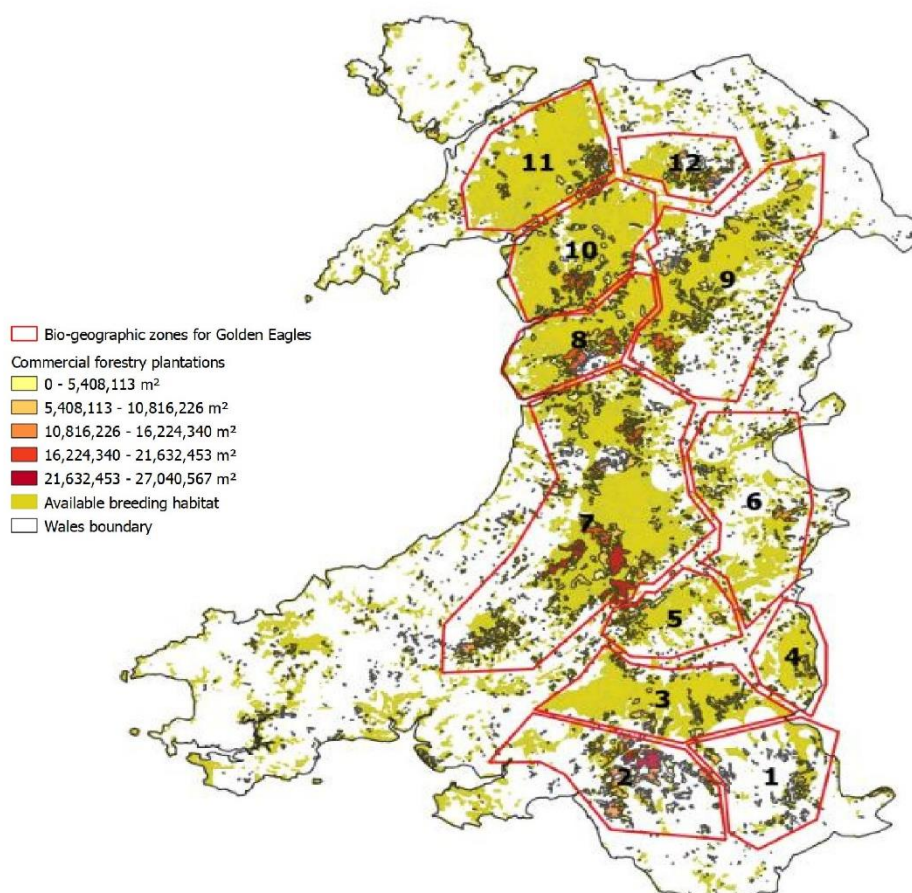 11
12
10
9
Bio-geographic zones for Golden Eagles
Commercial forestry plantations
0 - 5,408,113 m²
5,408,113 - 10,816,226 m²
10,816,226 - 16,224,340 m²
16,224,340 - 21,632,453 m²
21,632,453 - 27,040,567 m²
Available breeding habitat
Wales boundary
8
6
7
5
4
3
2
1